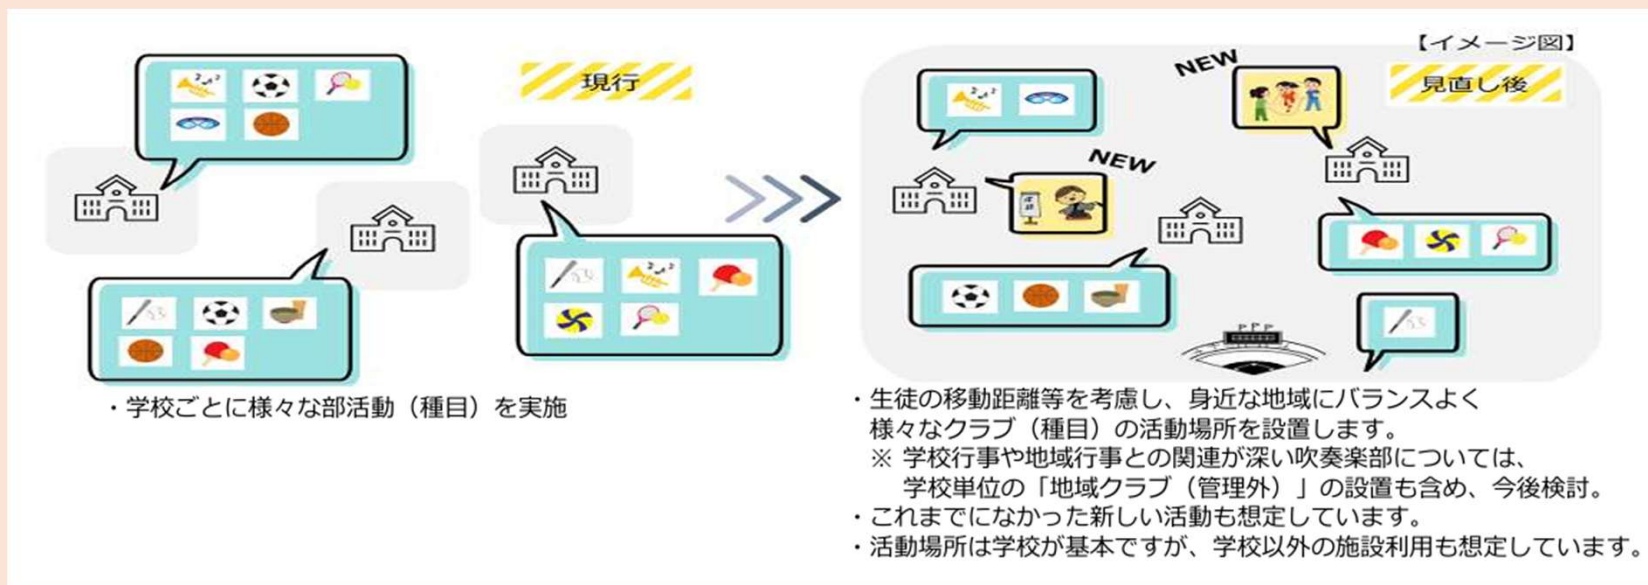 【イメージ図】
現行
・学校ごとに様々な部活動（種目）を実施
見直し後
NEW
NEW
・生徒の移動距離等を考慮し、身近な地域にバランスよく
様々なクラブ（種目）の活動場所を設置します。
※ 学校行事や地域行事との関連が深い吹奏楽部については、
学校単位の「地域クラブ（管理外）」の設置も含め、今後検討。
・これまでになかった新しい活動も想定しています。
・活動場所は学校が基本ですが、学校以外の施設利用も想定しています。